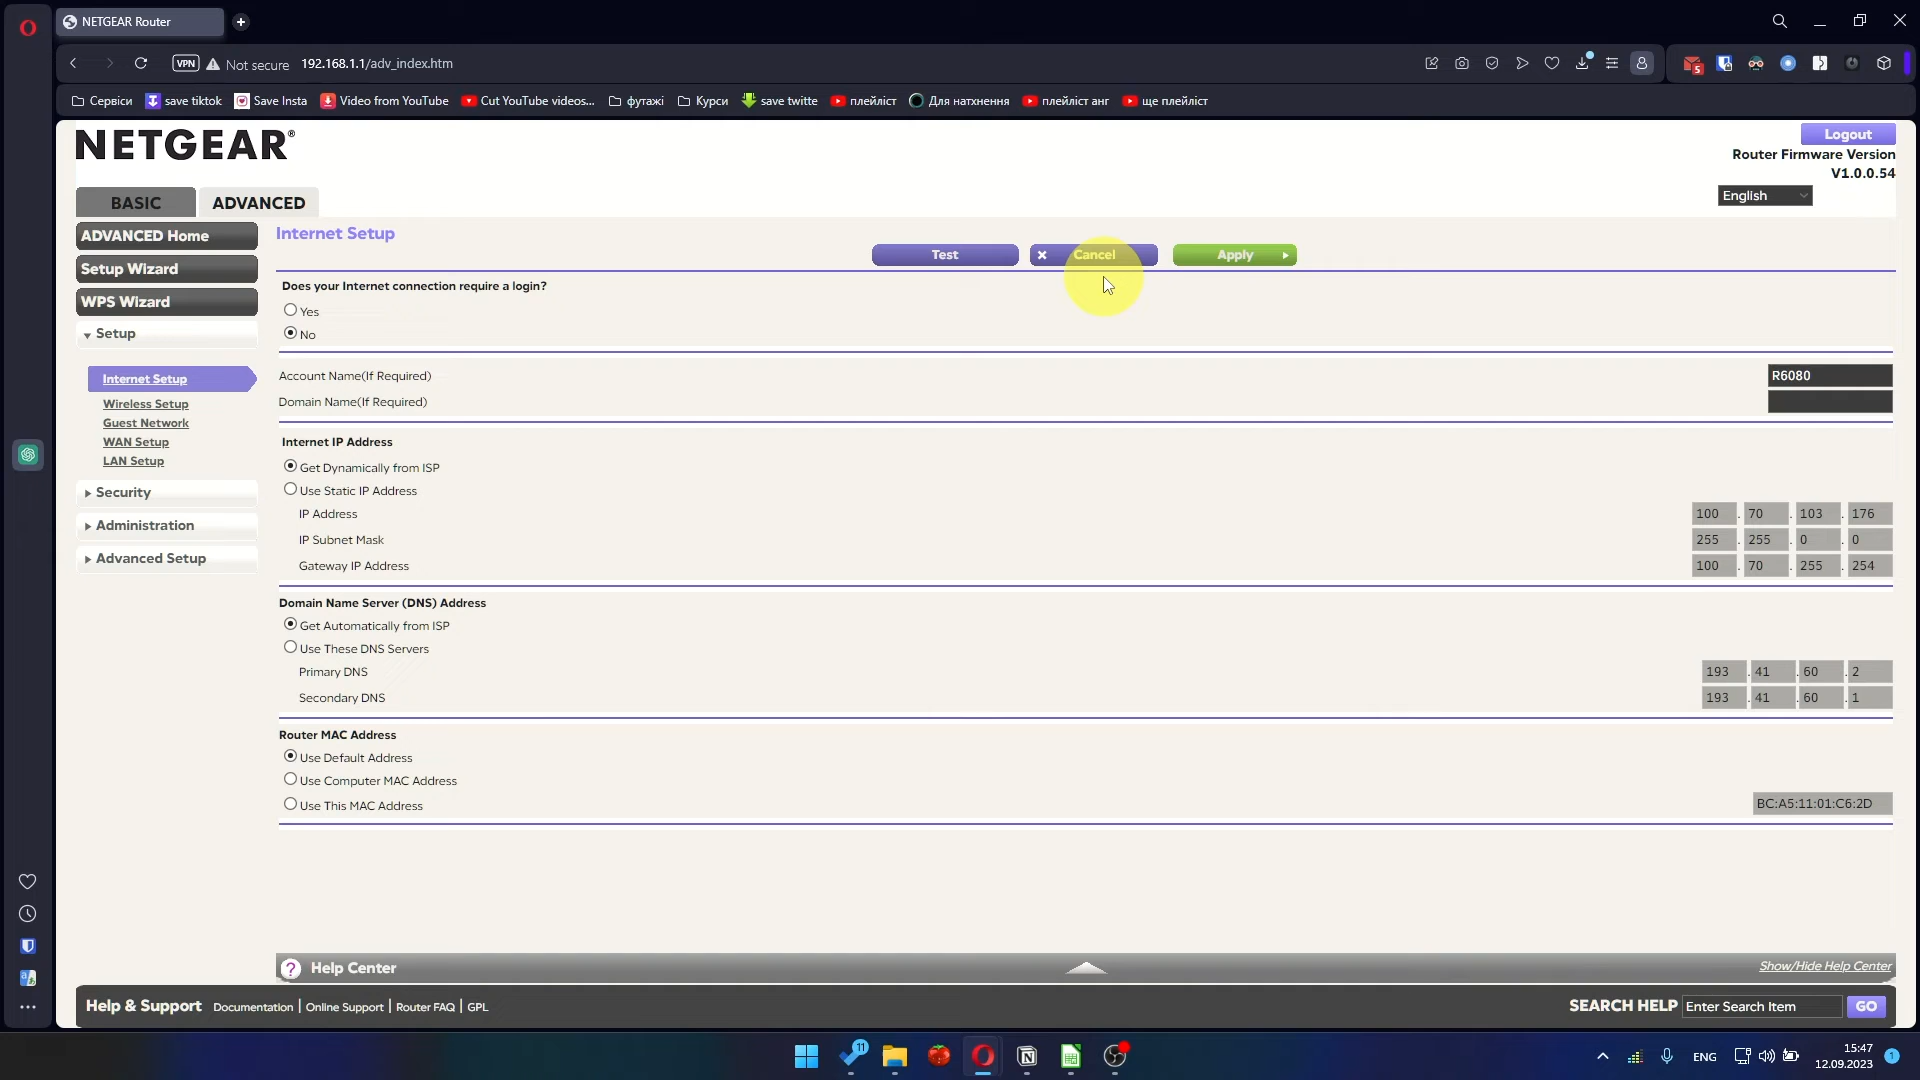 NETGEAR Router
VPN Not secure 192.168.1.1/adv_index.htm
5
Сервіси save tiktok Save Insta Video from YouTube Cut YouTube videos... футажі Курси save twitte плейліст Для натхнення плейліст анг ще плейліст
NETGEAR®
Logout
Router Firmware Version
V1.0.0.54
English
BASIC ADVANCED
ADVANCED Home
Setup Wizard
WPS Wizard
Setup
Internet Setup
Wireless Setup
Guest Network
WAN Setup
LAN Setup
Security
Administration
Advanced Setup
Internet Setup
Test Cancel Apply
Does your Internet connection require a login?
Yes
No
Account Name(If Required) R6080
Domain Name(If Required)
Internet IP Address
Get Dynamically from ISP
Use Static IP Address
IP Address 100 . 70 . 103 . 176
IP Subnet Mask 255 . 255 . 0 . 0
Gateway IP Address 100 . 70 . 255 . 254
Domain Name Server (DNS) Address
Get Automatically from ISP
Use These DNS Servers
Primary DNS 193 . 41 . 60 . 2
Secondary DNS 193 . 41 . 60 . 1
Router MAC Address
Use Default Address
Use Computer MAC Address
Use This MAC Address BC:A5:11:01:C6:2D
? Help Center Show/Hide Help Center
Help & Support Documentation | Online Support | Router FAQ | GPL SEARCH HELP Enter Search Item GO
11
ENG
15:47
12.09.2023
1